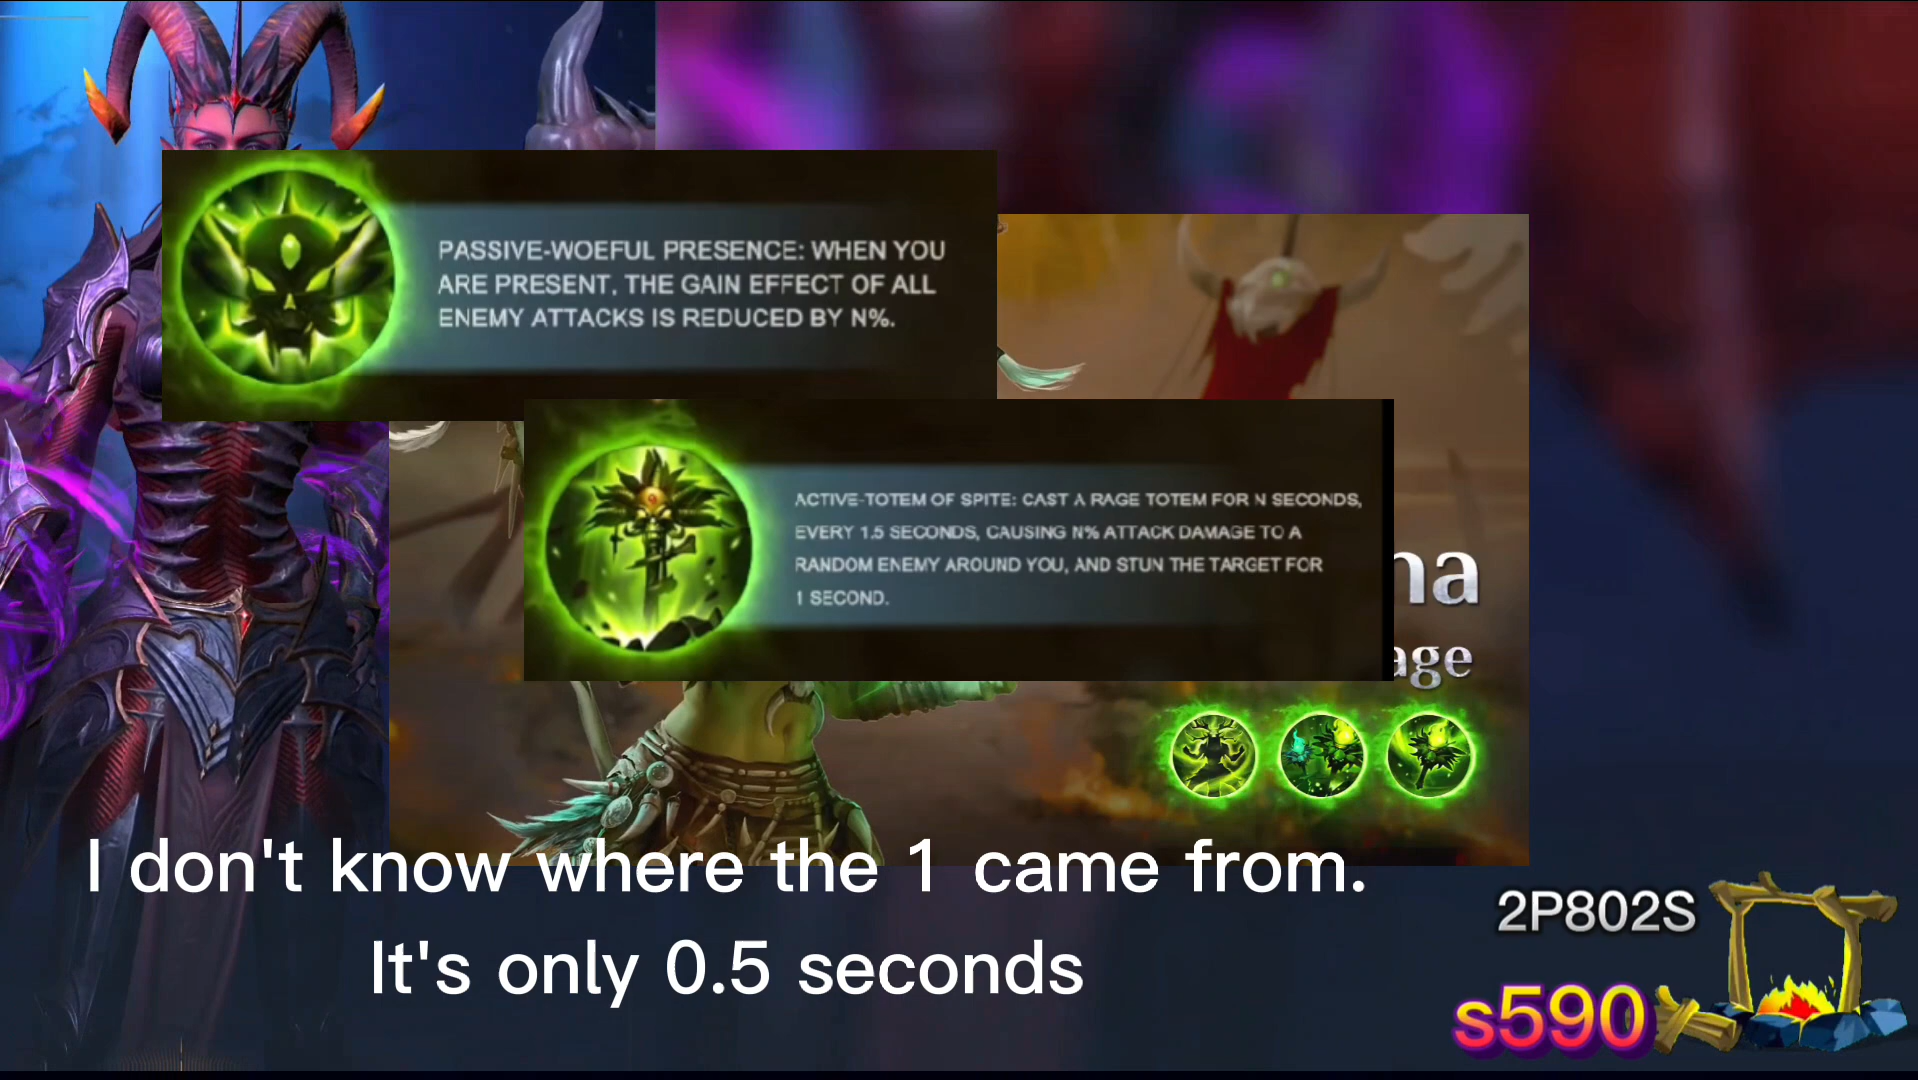 PASSIVE-WOEFUL PRESENCE: WHEN YOU
ARE PRESENT, THE GAIN EFFECT OF ALL
ENEMY ATTACKS IS REDUCED BY N%.
ACTIVE-TOTEM OF SPITE: CAST A RAGE TOTEM FOR N SECONDS,
EVERY 1.5 SECONDS, CAUSING N% ATTACK DAMAGE TO A
RANDOM ENEMY AROUND YOU, AND STUN THE TARGET FOR
1 SECOND.
na
age
I don't know where the 1 came from.
It's only 0.5 seconds
2P802S
s590